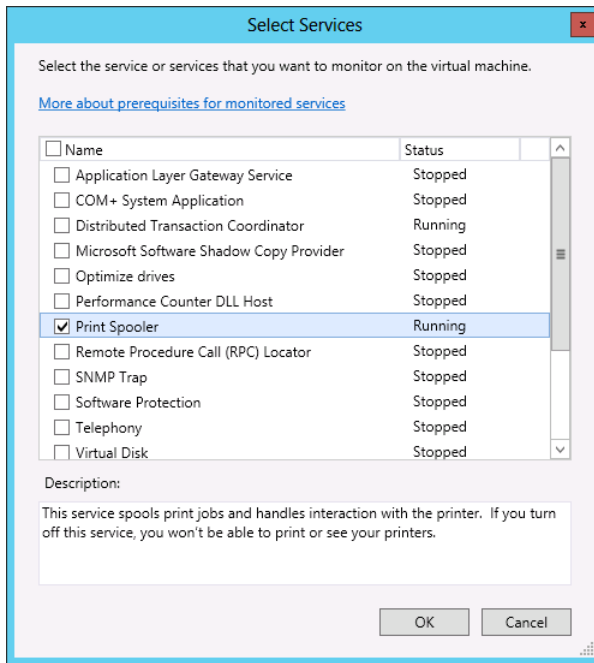 Select Services
x
Select the service or services that you want to monitor on the virtual machine.
More about prerequisites for monitored services
Name Status
Application Layer Gateway Service Stopped
COM+ System Application Stopped
Distributed Transaction Coordinator Running
Microsoft Software Shadow Copy Provider Stopped
Optimize drives Stopped
Performance Counter DLL Host Stopped
Print Spooler Running
Remote Procedure Call (RPC) Locator Stopped
SNMP Trap Stopped
Software Protection Stopped
Telephony Stopped
Virtual Disk Stopped
Description:
This service spools print jobs and handles interaction with the printer.  If you turn
off this service, you won't be able to print or see your printers.
OK Cancel